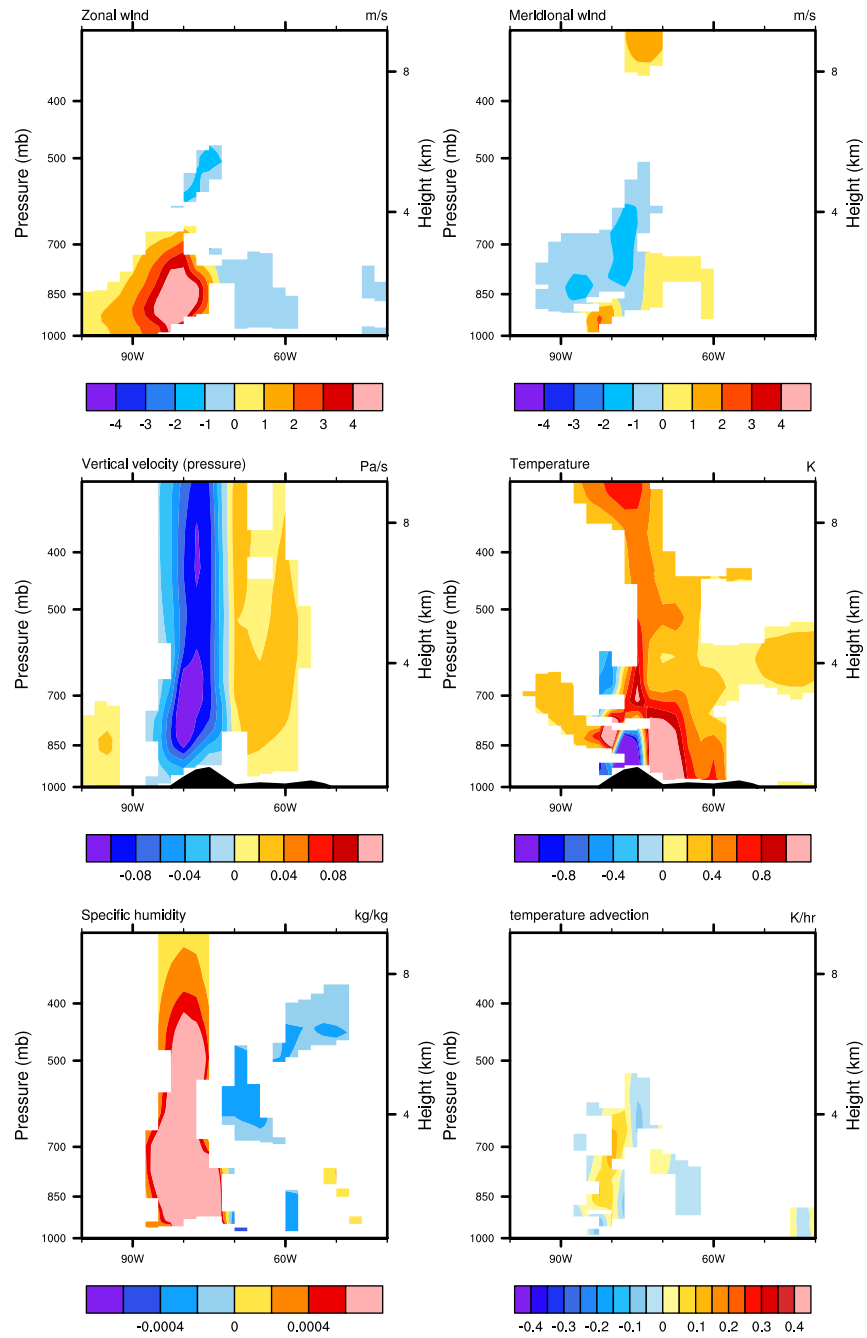 Zonal wind m/s
Pressure (mb)
400
500
700
850
1000
9
4
Height (km)
90W 60W
-4 -3 -2 -1 0 1 2 3 4
Meridional wind m/s
Pressure (mb)
400
500
700
850
1000
9
4
Height (km)
90W 60W
-4 -3 -2 -1 0 1 2 3 4
Vertical velocity (pressure) Pa/s
Pressure (mb)
400
500
700
850
1000
9
4
Height (km)
90W 60W
-0.08 -0.04 0 0.04 0.08
Temperature K
Pressure (mb)
400
500
700
850
1000
9
4
Height (km)
90W 60W
-0.8 -0.4 0 0.4 0.8
Specific humidity kg/kg
Pressure (mb)
400
500
700
850
1000
8
4
Height (km)
90W 60W
-0.0004 0 0.0004
temperature advection K/hr
Pressure (mb)
400
500
700
850
1000
8
4
Height (km)
90W 60W
-0.4 -0.3 -0.2 -0.1 0 0.1 0.2 0.3 0.4